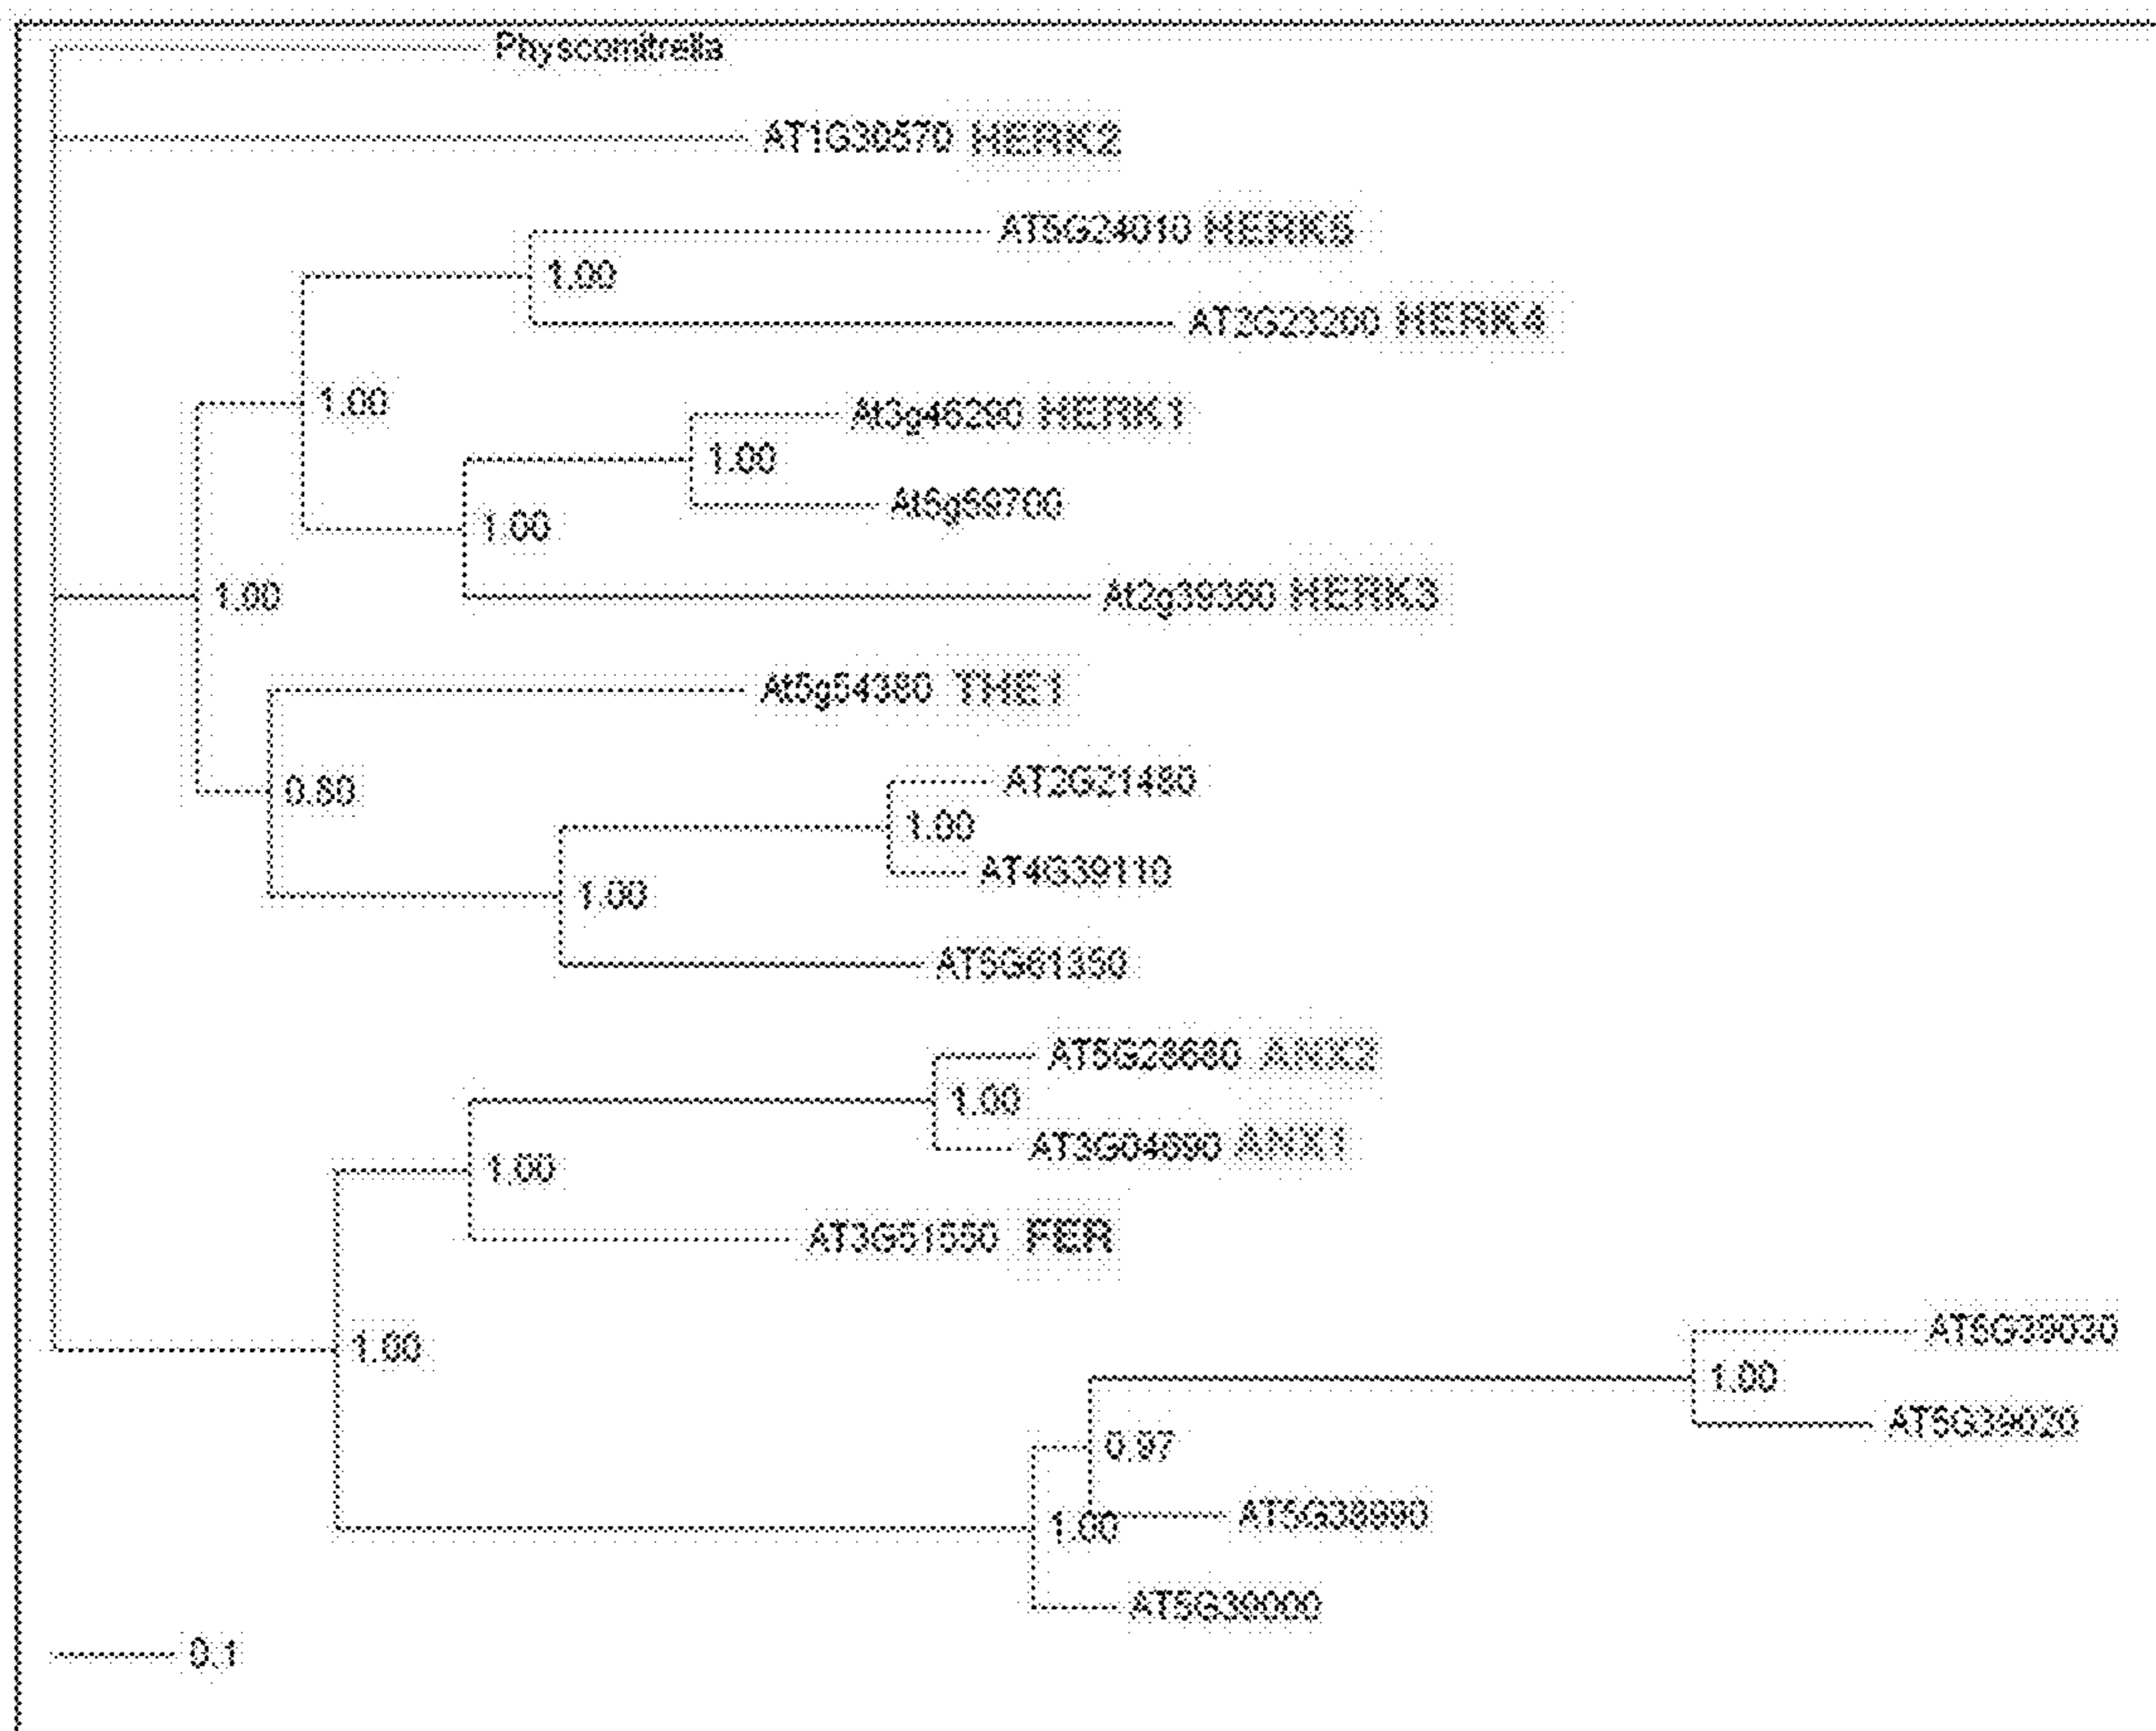 Physcomitrella
AT1G30570 HERK2
AT5G24010 HERK5
1.00
AT2G23200 HERK4
1.00
At3g46290 HERK1
1.00
At5g59700
1.00
At2g39360 HERK3
1.00
At5g54380 THE1
AT2G21480
0.80
1.00
AT4G39110
1.00
AT5G61350
AT5G28680 ANX2
1.00
AT3G04690 ANX1
1.00
AT3G51550 FER
AT5G39030
1.00
1.00
AT5G39020
0.97
AT5G38990
1.00
AT5G39000
0.1